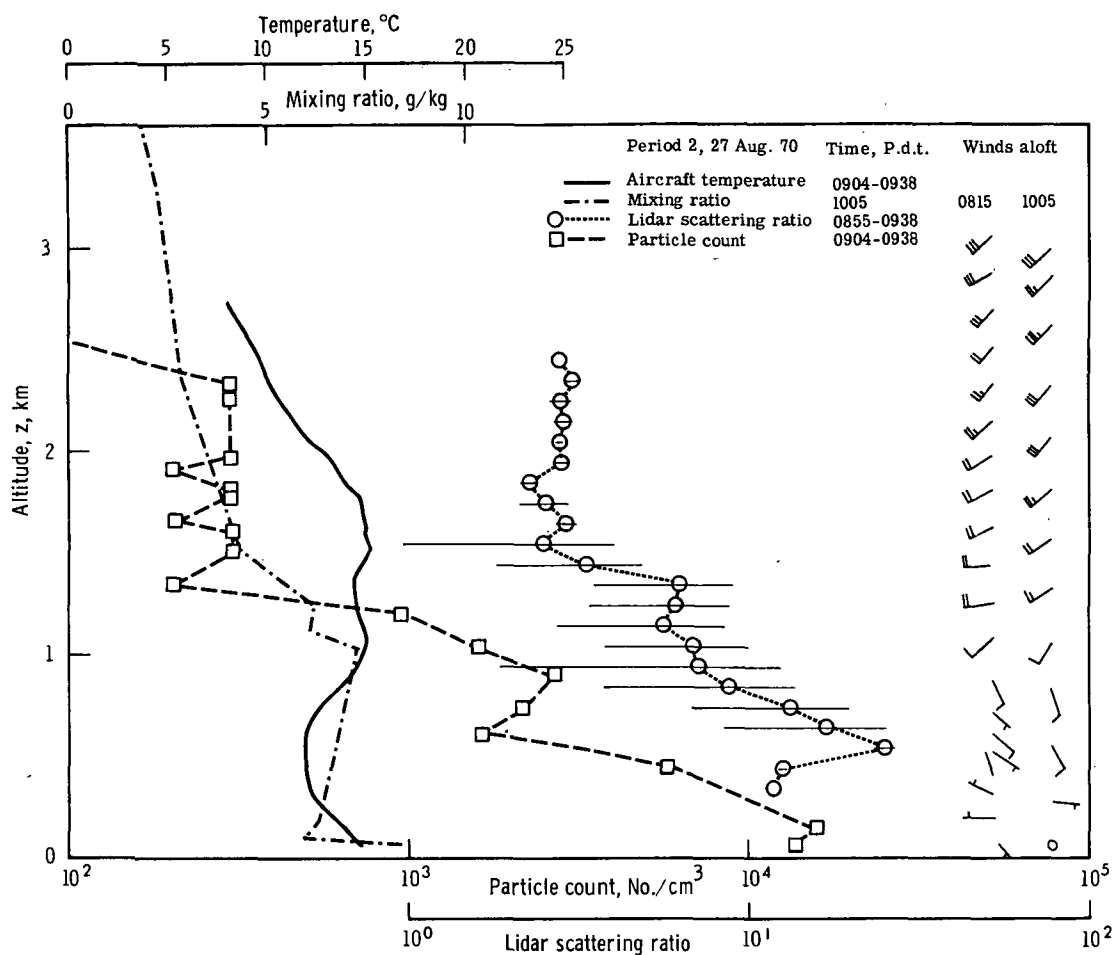 Temperature, °C
0 5 10 15 20 25
Mixing ratio, g/kg
0 5 10
Period 2, 27 Aug. 70 Time, P.d.t. Winds aloft
Aircraft temperature 0904-0938
Mixing ratio 1005 0815 1005
Lidar scattering ratio 0855-0938
Particle count 0904-0938
3
2
Altitude, z, km
1
0
10² 10³ 10⁴ 10⁵
Particle count, No./cm³
10⁰ 10¹ 10²
Lidar scattering ratio